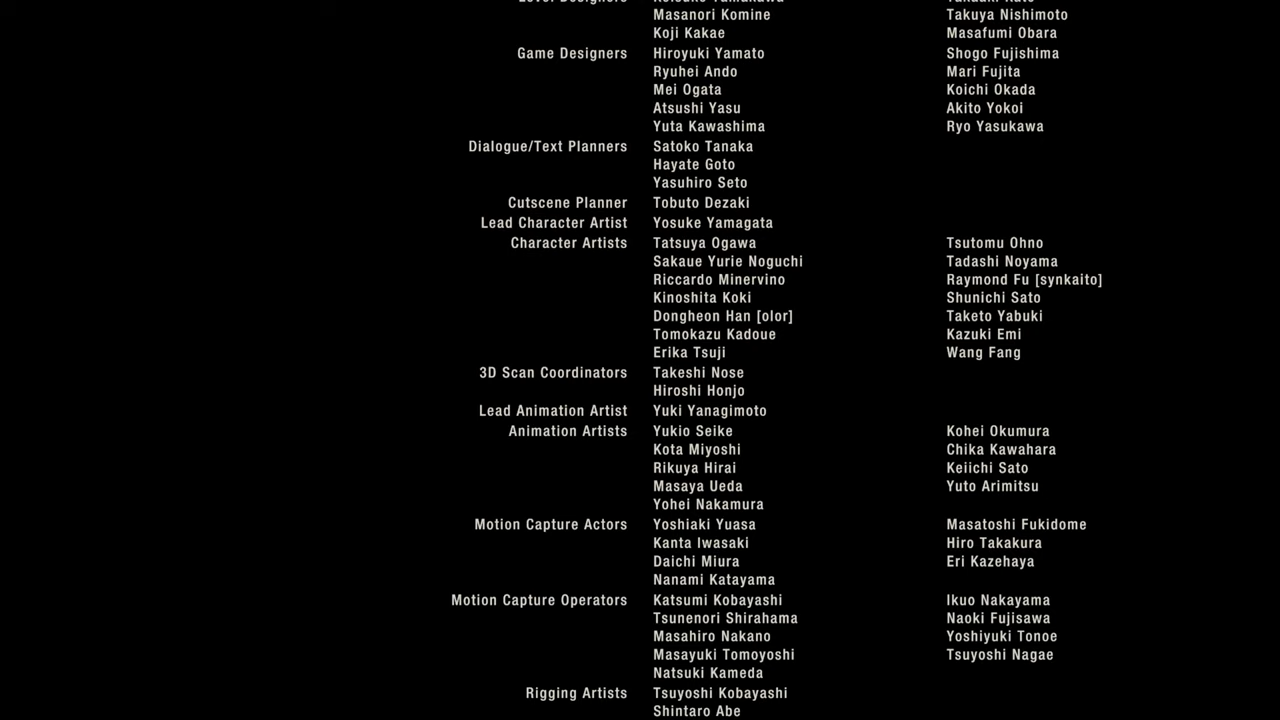 Masanori Komine Takuya Nishimoto
Koji Kakae Masafumi Obara
Game Designers Hiroyuki Yamato Shogo Fujishima
Ryuhei Ando Mari Fujita
Mei Ogata Koichi Okada
Atsushi Yasu Akito Yokoi
Yuta Kawashima Ryo Yasukawa
Dialogue/Text Planners Satoko Tanaka
Hayate Goto
Yasuhiro Seto
Cutscene Planner Tobuto Dezaki
Lead Character Artist Yosuke Yamagata
Character Artists Tatsuya Ogawa Tsutomu Ohno
Sakaue Yurie Noguchi Tadashi Noyama
Riccardo Minervino Raymond Fu [synkaito]
Kinoshita Koki Shunichi Sato
Dongheon Han [olor] Taketo Yabuki
Tomokazu Kadoue Kazuki Emi
Erika Tsuji Wang Fang
3D Scan Coordinators Takeshi Nose
Hiroshi Honjo
Lead Animation Artist Yuki Yanagimoto
Animation Artists Yukio Seike Kohei Okumura
Kota Miyoshi Chika Kawahara
Rikuya Hirai Keiichi Sato
Masaya Ueda Yuto Arimitsu
Yohei Nakamura
Motion Capture Actors Yoshiaki Yuasa Masatoshi Fukidome
Kanta Iwasaki Hiro Takakura
Daichi Miura Eri Kazehaya
Nanami Katayama
Motion Capture Operators Katsumi Kobayashi Ikuo Nakayama
Tsunenori Shirahama Naoki Fujisawa
Masahiro Nakano Yoshiyuki Tonoe
Masayuki Tomoyoshi Tsuyoshi Nagae
Natsuki Kameda
Rigging Artists Tsuyoshi Kobayashi
Shintaro Abe